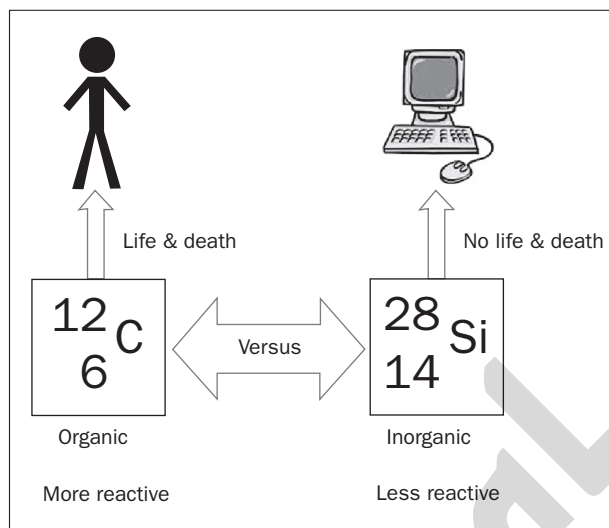 Life & death
No life & death
12
6
C
Versus
28
14
Si
Organic
Inorganic
More reactive
Less reactive